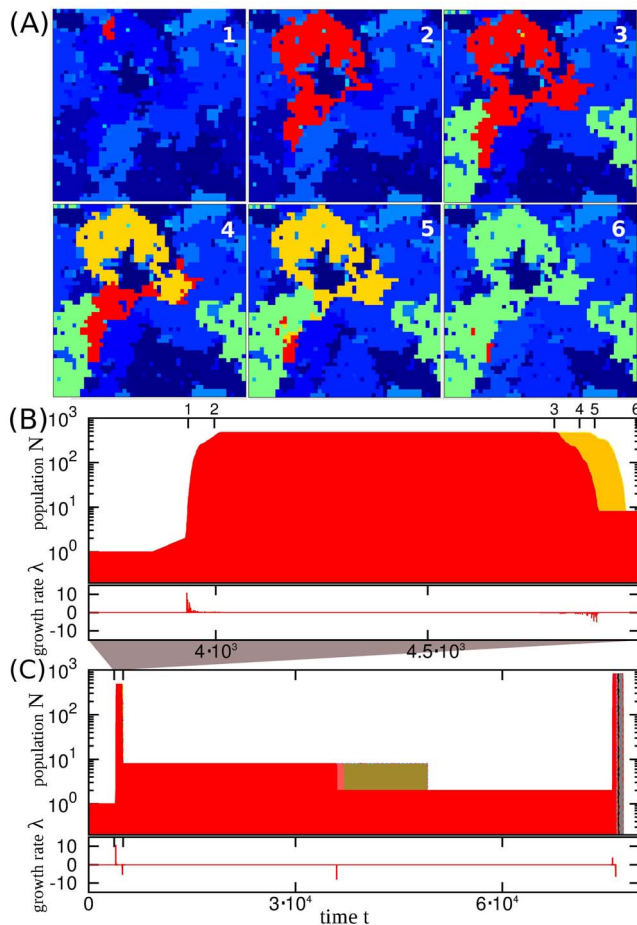 (A)
1 2 3
4 5 6
(B)
1 2 3 4 5 6
10³
10²
10¹
10⁰
population N
10
0
-10
growth rate λ
4·10³ 4.5·10³
(C)
10³
10²
10¹
10⁰
population N
10
0
-10
growth rate λ
0 3·10⁴ 6·10⁴
time t